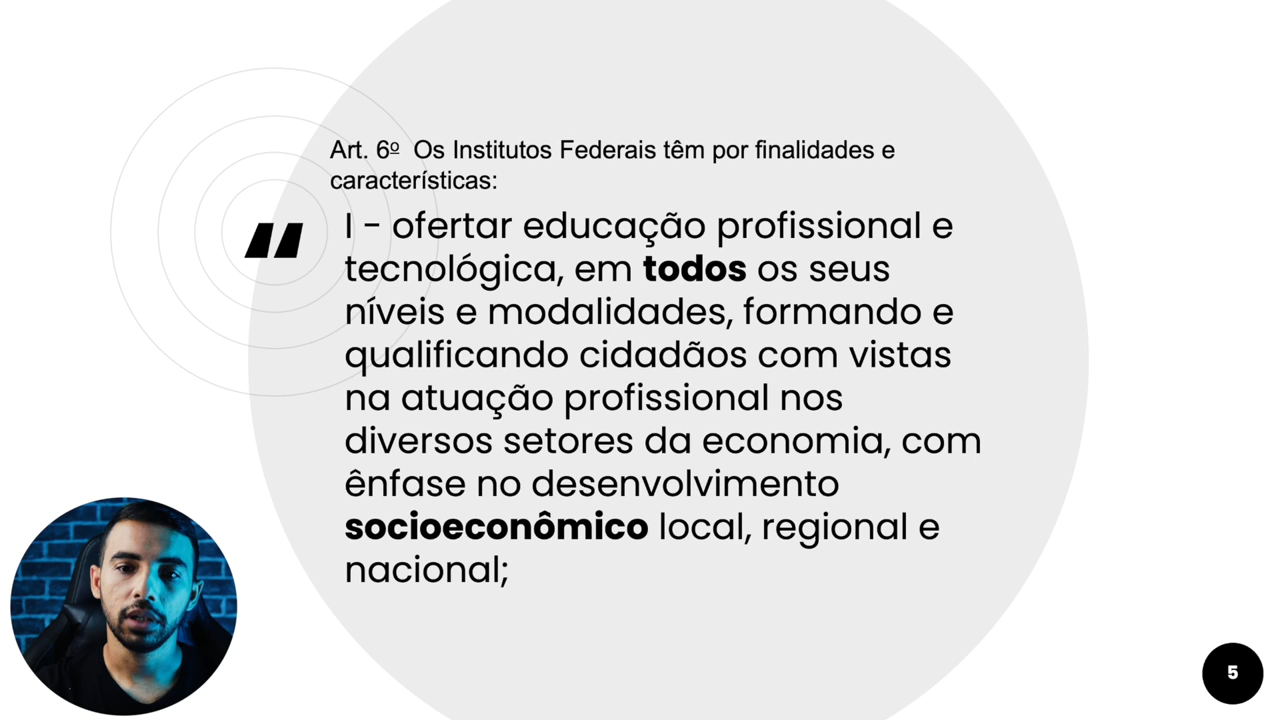 Art. 6º  Os Institutos Federais têm por finalidades e
características:
“
I - ofertar educação profissional e
tecnológica, em todos os seus
níveis e modalidades, formando e
qualificando cidadãos com vistas
na atuação profissional nos
diversos setores da economia, com
ênfase no desenvolvimento
socioeconômico local, regional e
nacional;
5